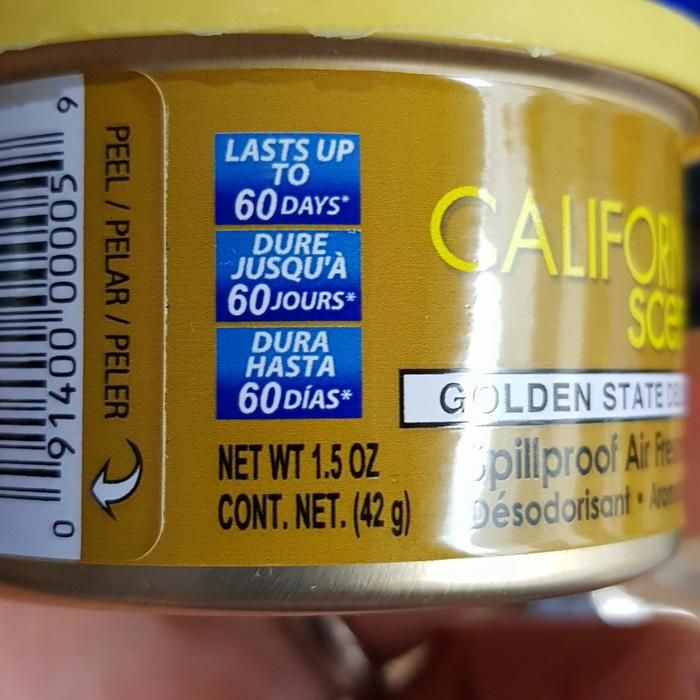 9
91400 00005
0
PEEL / PELAR / PELER
LASTS UP
TO
60 DAYS*
DURE
JUSQU'À
60 JOURS*
DURA
HASTA
60 DÍAS*
NET WT 1.5 OZ
CONT. NET. (42 g)
GOLDEN STATE
Spillproof Air
Désodorisant •